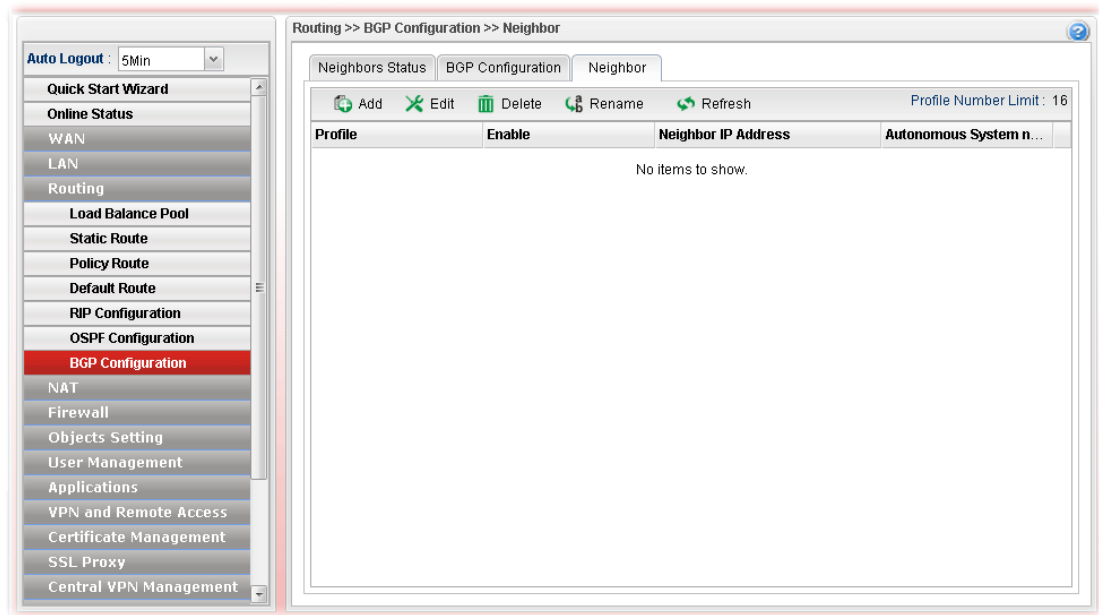 Routing >> BGP Configuration >> Neighbor
Auto Logout : 5Min
Quick Start Wizard
Online Status
WAN
LAN
Routing
Load Balance Pool
Static Route
Policy Route
Default Route
RIP Configuration
OSPF Configuration
BGP Configuration
NAT
Firewall
Objects Setting
User Management
Applications
VPN and Remote Access
Certificate Management
SSL Proxy
Central VPN Management
Neighbors Status BGP Configuration Neighbor
Add Edit Delete Rename Refresh Profile Number Limit : 16
Profile Enable Neighbor IP Address Autonomous System n...
No items to show.